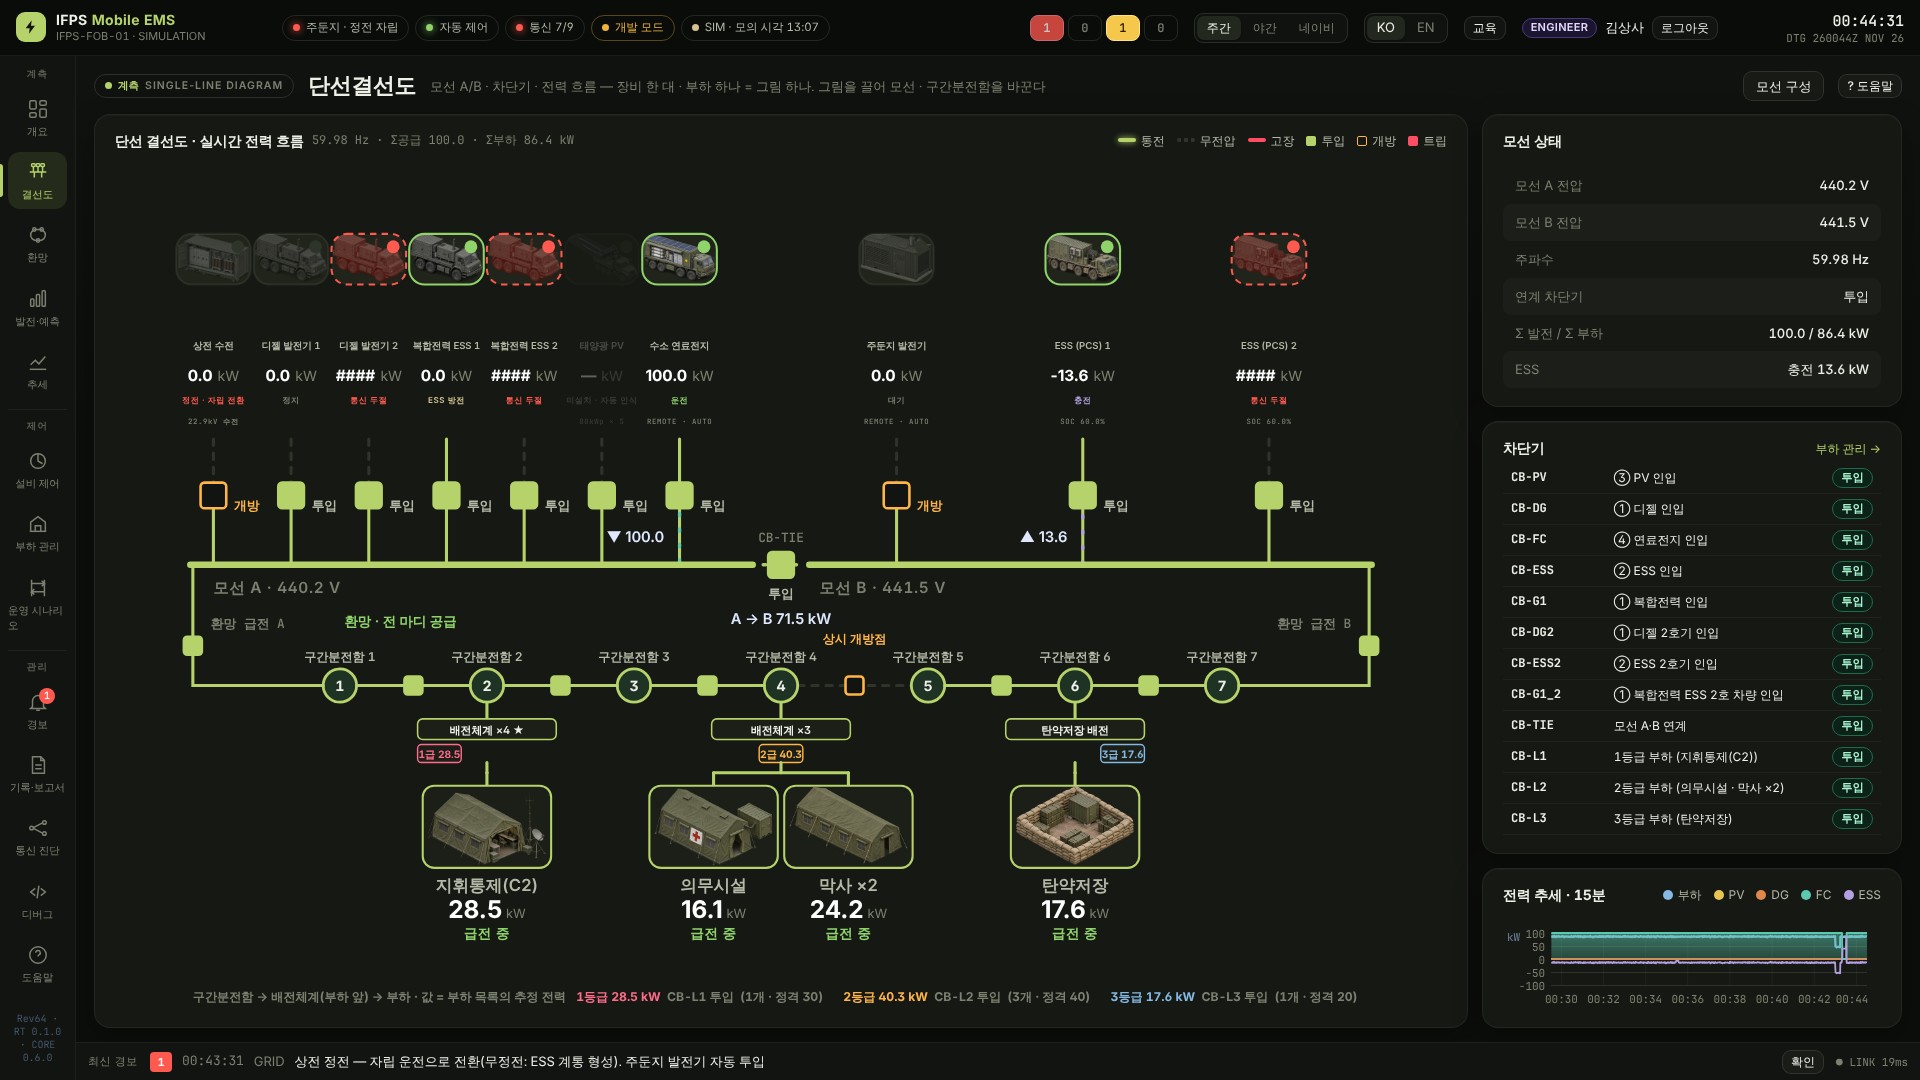 IFPS Mobile EMS
IFPS-FOB-01 · SIMULATION
주둔지 · 정전 자립
자동 제어
통신 7/9
개발 모드
SIM · 모의 시각 13:07
1 0 1 0
주간 야간 네이비
KO EN
교육
ENGINEER 김상사 로그아웃
00:44:31
DTG 260044Z NOV 26
계측
개요
결선도
환망
발전·예측
추세
제어
설비 제어
부하 관리
운영 시나리오
관리
1
경보
기록·보고서
통신 진단
디버그
도움말
Rev64 ·
RT 0.1.0
· CORE
0.6.0
계측 SINGLE-LINE DIAGRAM
단선결선도
모선 A/B · 차단기 · 전력 흐름 — 장비 한 대 · 부하 하나 = 그림 하나. 그림을 끌어 모선 · 구간분전함을 바꾼다
모선 구성
? 도움말
단선 결선도 · 실시간 전력 흐름 59.98 Hz · Σ공급 100.0 · Σ부하 86.4 kW
통전 무전압 고장 투입 개방 트립
상전 수전 디젤 발전기 1 디젤 발전기 2 복합전력 ESS 1 복합전력 ESS 2 태양광 PV 수소 연료전지 주둔지 발전기 ESS (PCS) 1 ESS (PCS) 2
0.0 kW 0.0 kW #### kW 0.0 kW #### kW — kW 100.0 kW 0.0 kW -13.6 kW #### kW
정전 · 자립 전환 정지 통신 두절 ESS 방전 통신 두절 미설치 · 자동 인식 운전 대기 충전 통신 두절
22.9kV 수전 REMOTE · AUTO REMOTE · AUTO SOC 60.0% SOC 60.0%
개방 투입 투입 투입 투입 투입 투입 개방 투입 투입
▼ 100.0 CB-TIE ▲ 13.6
모선 A · 440.2 V 투입 모선 B · 441.5 V
환망 급전 A 환망 · 전 마디 공급 A → B 71.5 kW 환망 급전 B
상시 개방점
구간분전함 1 구간분전함 2 구간분전함 3 구간분전함 4 구간분전함 5 구간분전함 6 구간분전함 7
1 2 3 4 5 6 7
배전체계 ×4 ★ 배전체계 ×3 탄약저장 배전
1급 28.5 2급 40.3 3급 17.6
지휘통제(C2) 의무시설 막사 ×2 탄약저장
28.5 kW 16.1 kW 24.2 kW 17.6 kW
급전 중 급전 중 급전 중 급전 중
구간분전함 → 배전체계(부하 앞) → 부하 · 값 = 부하 목록의 추정 전력 1등급 28.5 kW CB-L1 투입 (1개 · 정격 30) 2등급 40.3 kW CB-L2 투입 (3개 · 정격 40) 3등급 17.6 kW CB-L3 투입 (1개 · 정격 20)
모선 상태
모선 A 전압 440.2 V
모선 B 전압 441.5 V
주파수 59.98 Hz
연계 차단기 투입
Σ 발전 / Σ 부하 100.0 / 86.4 kW
ESS 충전 13.6 kW
차단기 부하 관리 →
CB-PV ③ PV 인입 투입
CB-DG ① 디젤 인입 투입
CB-FC ④ 연료전지 인입 투입
CB-ESS ② ESS 인입 투입
CB-G1 ① 복합전력 인입 투입
CB-DG2 ① 디젤 2호기 인입 투입
CB-ESS2 ② ESS 2호기 인입 투입
CB-G1_2 ① 복합전력 ESS 2호 차량 인입 투입
CB-TIE 모선 A·B 연계 투입
CB-L1 1등급 부하 (지휘통제(C2)) 투입
CB-L2 2등급 부하 (의무시설 · 막사 ×2) 투입
CB-L3 3등급 부하 (탄약저장) 투입
전력 추세 · 15분 부하 PV DG FC ESS
kW 100
50
0
-50
-100
00:30 00:32 00:34 00:36 00:38 00:40 00:42 00:44
최신 경보 1 00:43:31 GRID 상전 정전 — 자립 운전으로 전환(무정전: ESS 계통 형성). 주둔지 발전기 자동 투입
확인
LINK 19ms